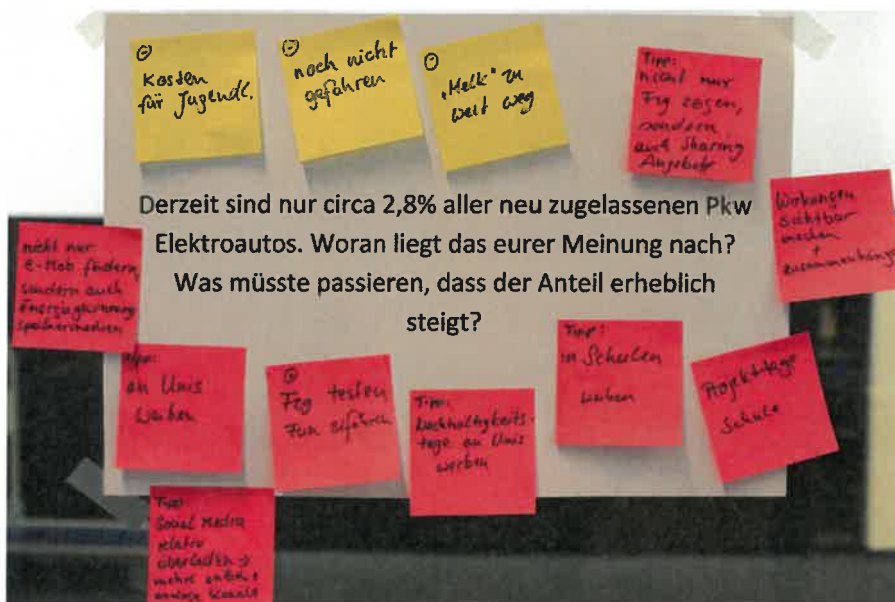 Kosten
für Jugendl.
noch nicht
gefahren
zu
weit weg
Tipp:
nicht nur
Fzg zeigen,
sondern
auch Sharing
Angebote
Derzeit sind nur circa 2,8% aller neu zugelassenen Pkw
Elektroautos. Woran liegt das eurer Meinung nach?
Was müsste passieren, dass der Anteil erheblich
steigt?
Wirkungen
sichtbar
machen
+
zusammenhänge
nicht nur
E-Mob fördern,
sondern auch
Tipp:
an Unis
werben
Fzg testen
Fun erfahren
Tipp:
Nachhaltigkeits-
tage an Unis
werben
Tipp:
in Schulen
werben
Projekttage
Schule
Tipp:
Social Media
relativ
überladen →